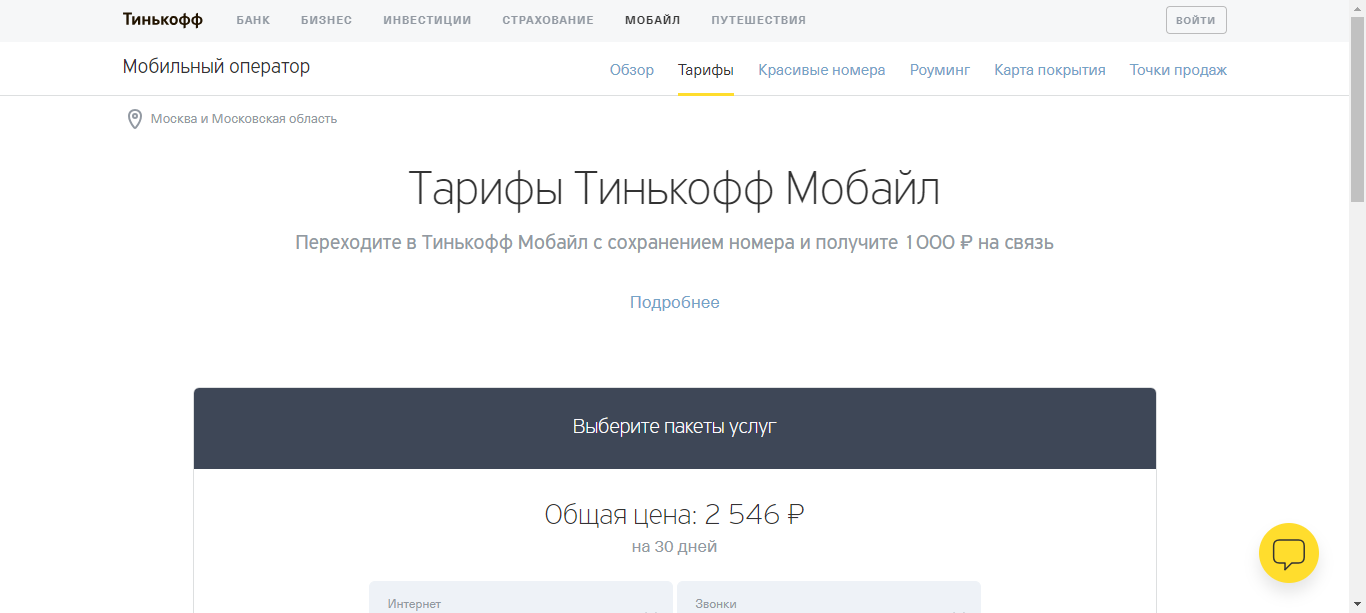 Тинькофф БАНК БИЗНЕС ИНВЕСТИЦИИ СТРАХОВАНИЕ МОБАЙЛ ПУТЕШЕСТВИЯ ВОЙТИ
Мобильный оператор Обзор Тарифы Красивые номера Роуминг Карта покрытия Точки продаж
Москва и Московская область
Тарифы Тинькофф Мобайл
Переходите в Тинькофф Мобайл с сохранением номера и получите 1 000 ₽ на связь
Подробнее
Выберите пакеты услуг
Общая цена: 2 546 ₽
на 30 дней
Интернет Звонки